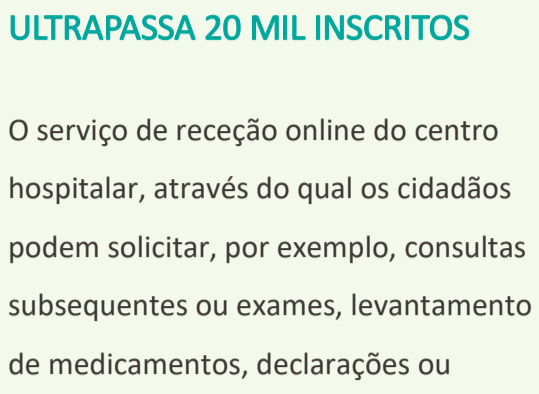 ULTRAPASSA 20 MIL INSCRITOS
O serviço de receção online do centro
hospitalar, através do qual os cidadãos
podem solicitar, por exemplo, consultas
subsequentes ou exames, levantamento
de medicamentos, declarações ou